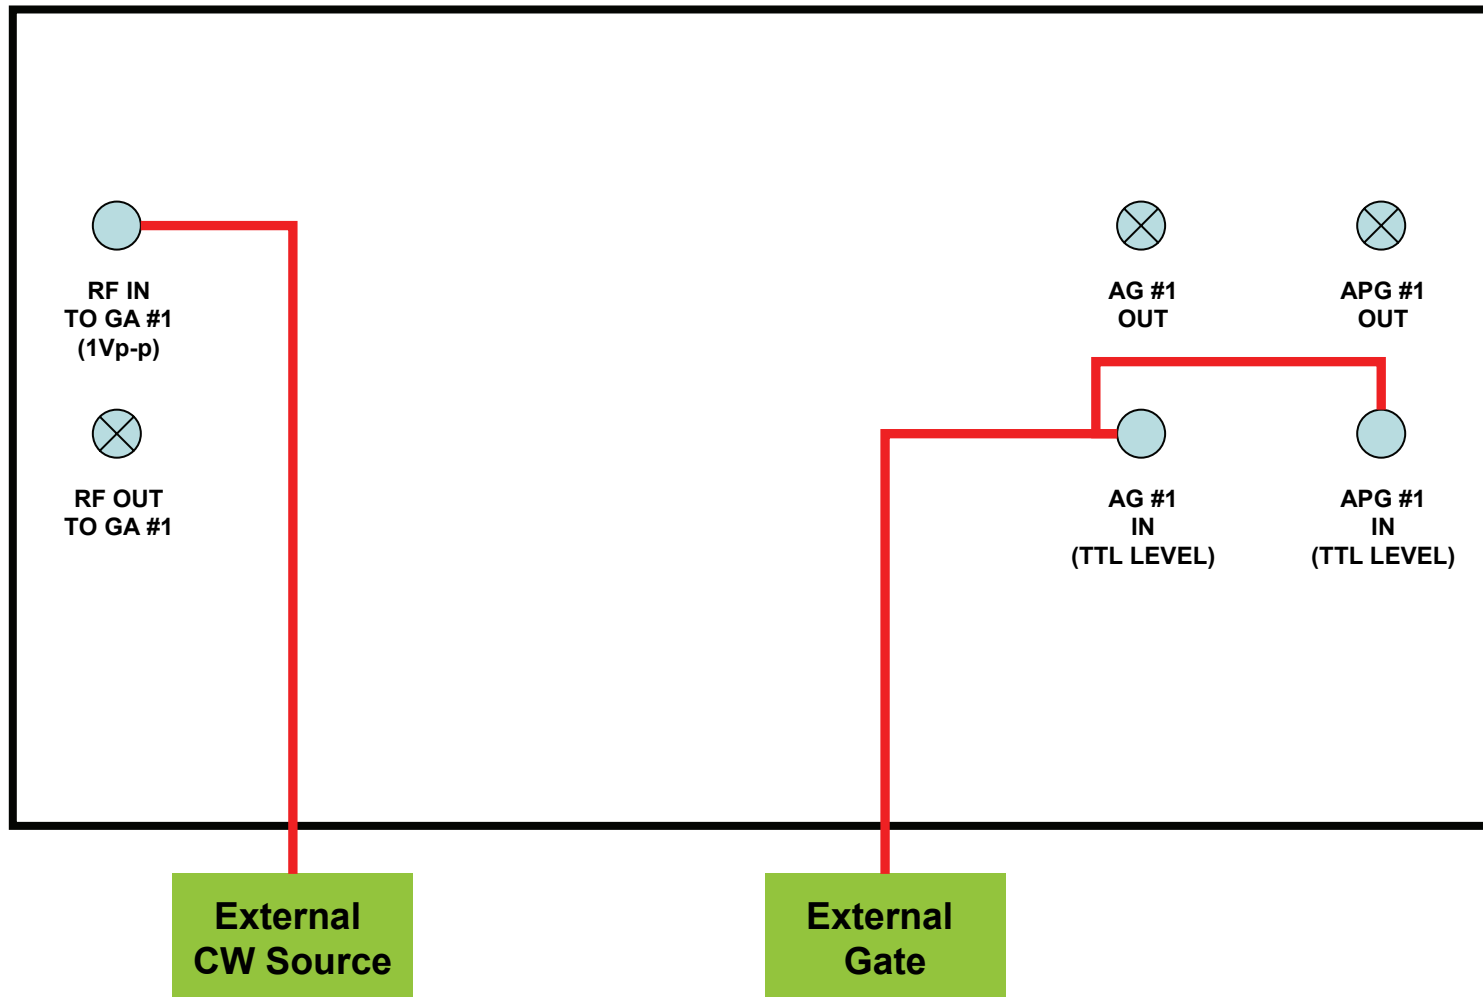 RF IN
TO GA #1
(1Vp-p)
RF OUT
TO GA #1
AG #1
OUT
APG #1
OUT
AG #1
IN
(TTL LEVEL)
APG #1
IN
(TTL LEVEL)
External
CW Source
External
Gate